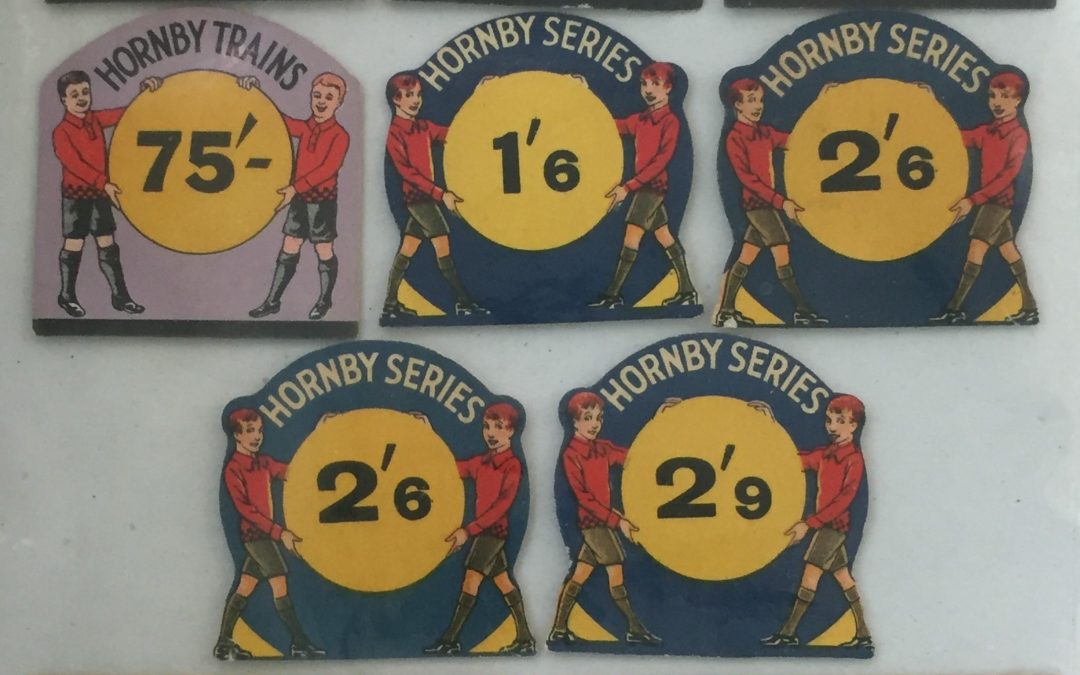 HORNBY TRAINS
75'-
HORNBY SERIES
1'6
HORNBY SERIES
2'6
HORNBY SERIES
2'6
HORNBY SERIES
2'9